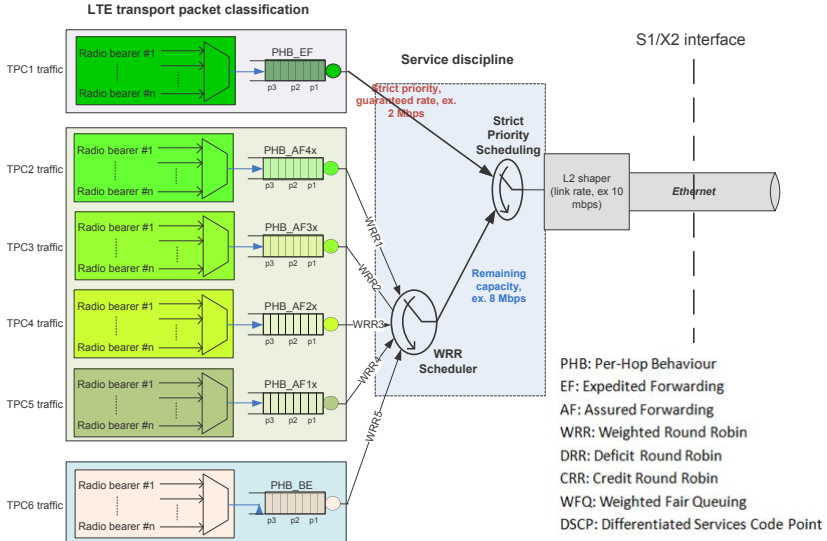 LTE transport packet classification
S1/X2 interface
Service discipline
TPC1 traffic
Radio bearer #1
Radio bearer #n
PHB_EF
p3 p2 p1
Strict priority,
guaranteed rate, ex.
2 Mbps
Strict
Priority
Scheduling
L2 shaper
(link rate, ex 10
mbps)
Ethernet
TPC2 traffic
Radio bearer #1
Radio bearer #n
PHB_AF4x
p3 p2 p1
WRR1
TPC3 traffic
Radio bearer #1
Radio bearer #n
PHB_AF3x
p3 p2 p1
WRR2
Remaining
capacity,
ex. 8 Mbps
TPC4 traffic
Radio bearer #1
Radio bearer #n
PHB_AF2x
p3 p2 p1
WRR3
WRR
Scheduler
TPC5 traffic
Radio bearer #1
Radio bearer #n
PHB_AF1x
p3 p2 p1
WRR4
TPC6 traffic
Radio bearer #1
Radio bearer #n
PHB_BE
p3 p2 p1
WRR5
PHB: Per-Hop Behaviour
EF: Expedited Forwarding
AF: Assured Forwarding
WRR: Weighted Round Robin
DRR: Deficit Round Robin
CRR: Credit Round Robin
WFQ: Weighted Fair Queuing
DSCP: Differentiated Services Code Point